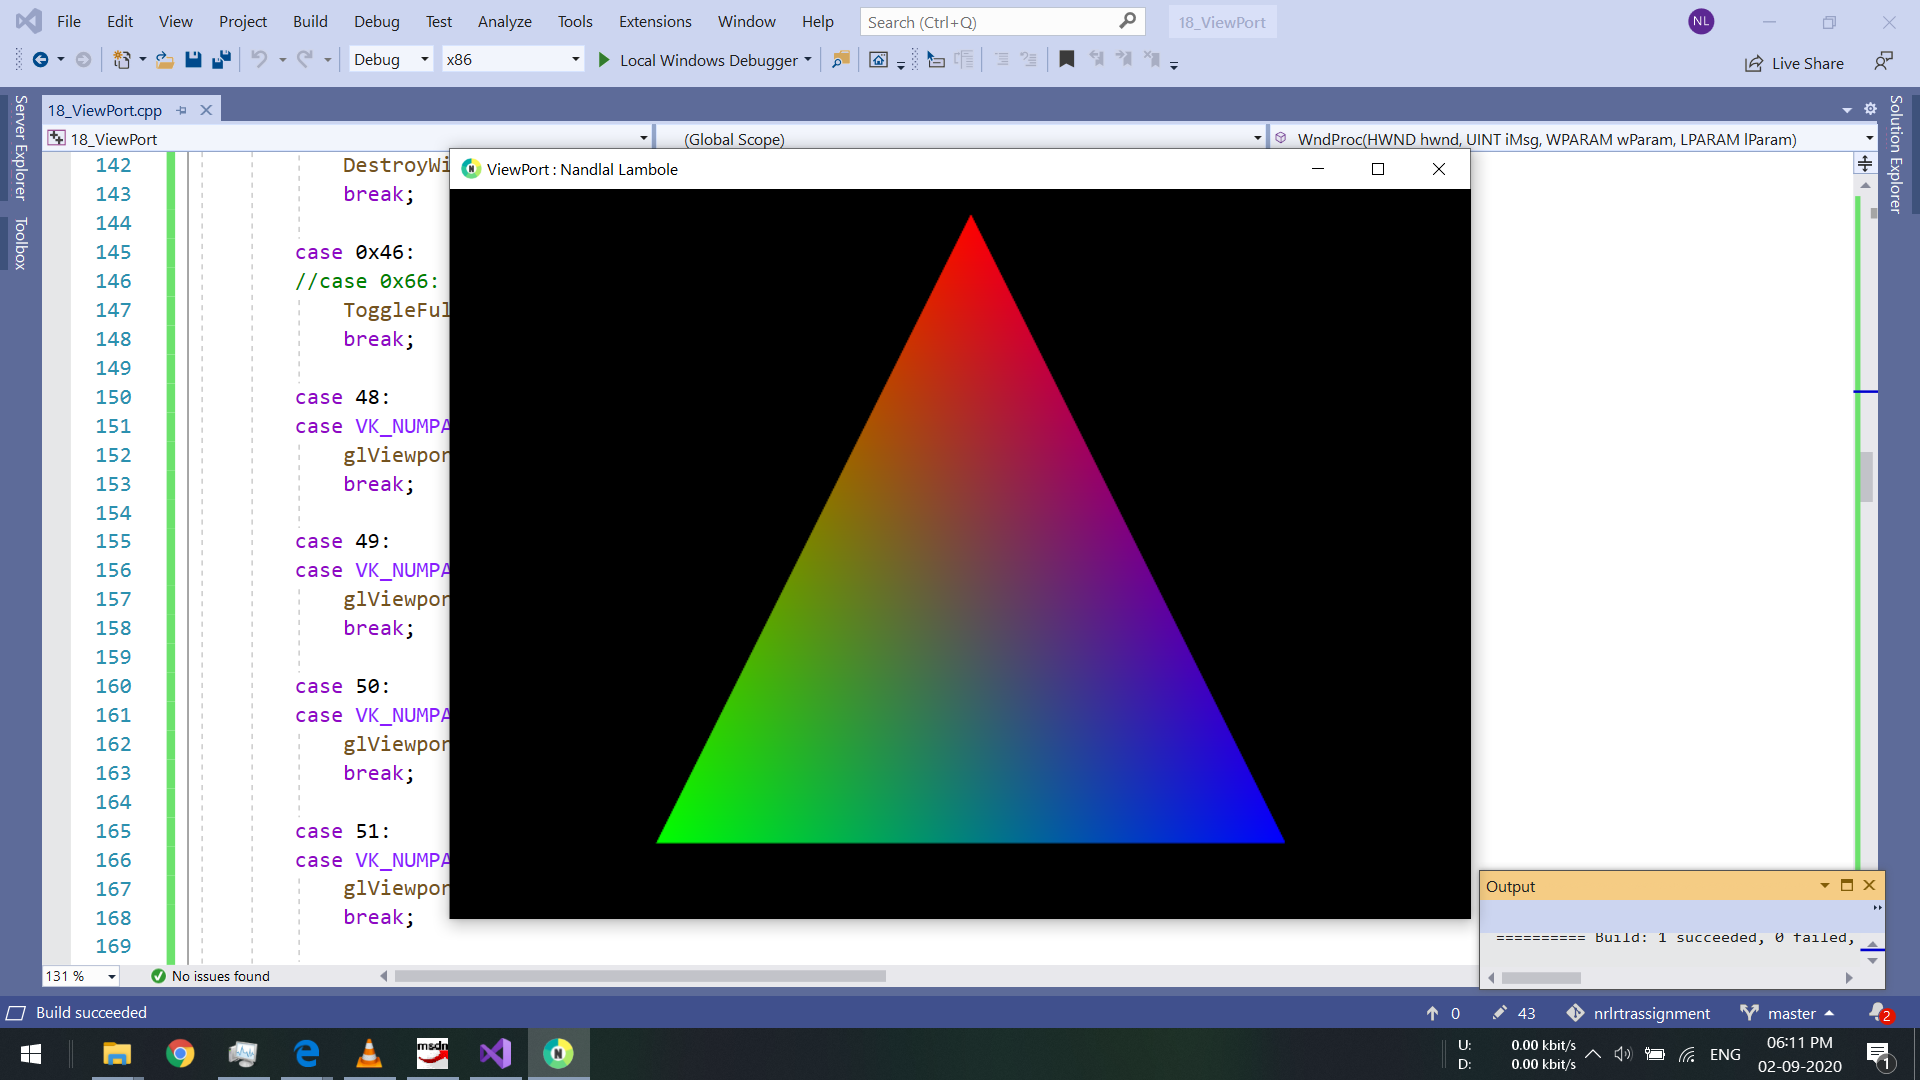 File Edit View Project Build Debug Test Analyze Tools Extensions Window Help Search (Ctrl+Q) 18_ViewPort NL
Debug x86 Local Windows Debugger Live Share
Server Explorer
Toolbox
18_ViewPort.cpp
Solution Explorer
18_ViewPort (Global Scope) WndProc(HWND hwnd, UINT iMsg, WPARAM wParam, LPARAM lParam)
ViewPort : Nandlal Lambole
142 DestroyWi
143 break;
144
145 case 0x46:
146 //case 0x66:
147 ToggleFul
148 break;
149
150 case 48:
151 case VK_NUMPA
152 glViewpor
153 break;
154
155 case 49:
156 case VK_NUMPA
157 glViewpor
158 break;
159
160 case 50:
161 case VK_NUMPA
162 glViewpor
163 break;
164
165 case 51:
166 case VK_NUMPA
167 glViewpor
168 break;
169
Output
========== Build: 1 succeeded, 0 failed,
131 % No issues found
Build succeeded 0 43 nrlrtrassignment master 2
msdn N U: 0.00 kbit/s ENG 06:11 PM
D: 0.00 kbit/s 02-09-2020 1